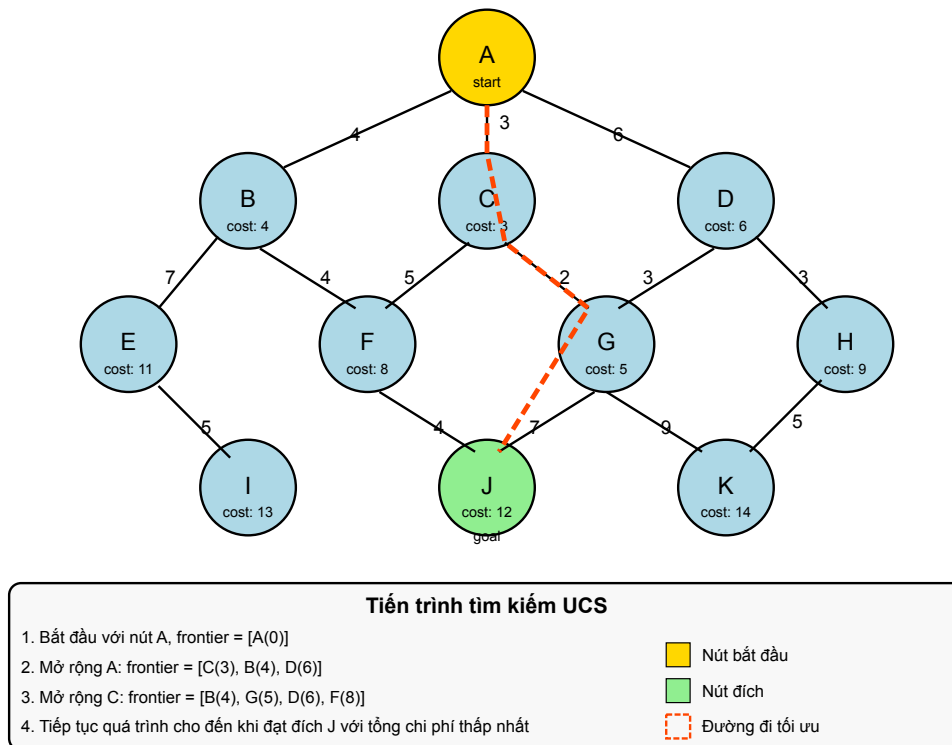 A
start
4
3
6
B
cost: 4
C
cost: 3
D
cost: 6
7
4
5
2
3
3
E
cost: 11
F
cost: 8
G
cost: 5
H
cost: 9
5
4
7
9
5
I
cost: 13
J
cost: 12
goal
K
cost: 14
Tiến trình tìm kiếm UCS
1. Bắt đầu với nút A, frontier = [A(0)]
2. Mở rộng A: frontier = [C(3), B(4), D(6)]
3. Mở rộng C: frontier = [B(4), G(5), D(6), F(8)]
4. Tiếp tục quá trình cho đến khi đạt đích J với tổng chi phí thấp nhất
Nút bắt đầu
Nút đích
Đường đi tối ưu